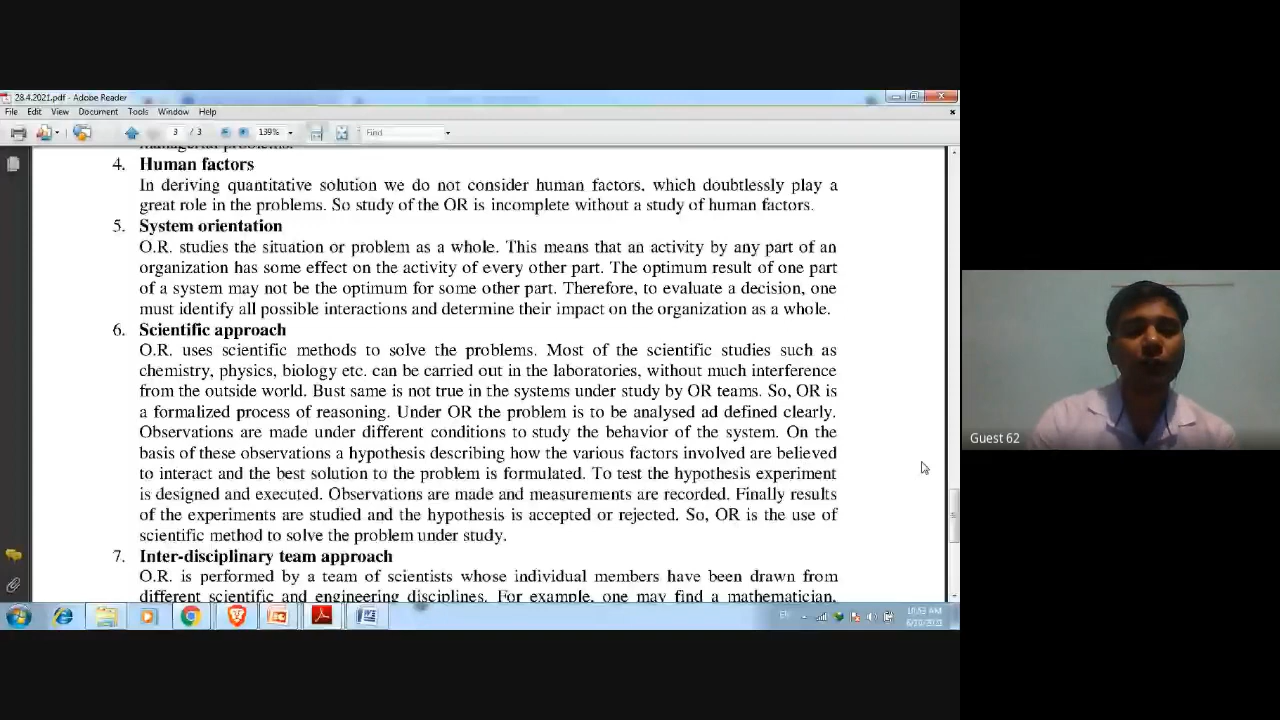 28.4.2021.pdf - Adobe Reader
File Edit View Document Tools Window Help
3 / 3 139% Find
managerial problems.
4. Human factors
In deriving quantitative solution we do not consider human factors, which doubtlessly play a
great role in the problems. So study of the OR is incomplete without a study of human factors.
5. System orientation
O.R. studies the situation or problem as a whole. This means that an activity by any part of an
organization has some effect on the activity of every other part. The optimum result of one part
of a system may not be the optimum for some other part. Therefore, to evaluate a decision, one
must identify all possible interactions and determine their impact on the organization as a whole.
6. Scientific approach
O.R. uses scientific methods to solve the problems. Most of the scientific studies such as
chemistry, physics, biology etc. can be carried out in the laboratories, without much interference
from the outside world. Bust same is not true in the systems under study by OR teams. So, OR is
a formalized process of reasoning. Under OR the problem is to be analysed ad defined clearly.
Observations are made under different conditions to study the behavior of the system. On the
basis of these observations a hypothesis describing how the various factors involved are believed
to interact and the best solution to the problem is formulated. To test the hypothesis experiment
is designed and executed. Observations are made and measurements are recorded. Finally results
of the experiments are studied and the hypothesis is accepted or rejected. So, OR is the use of
scientific method to solve the problem under study.
7. Inter-disciplinary team approach
O.R. is performed by a team of scientists whose individual members have been drawn from
different scientific and engineering disciplines. For example, one may find a mathematician,
Guest 62
EN
10:53 AM